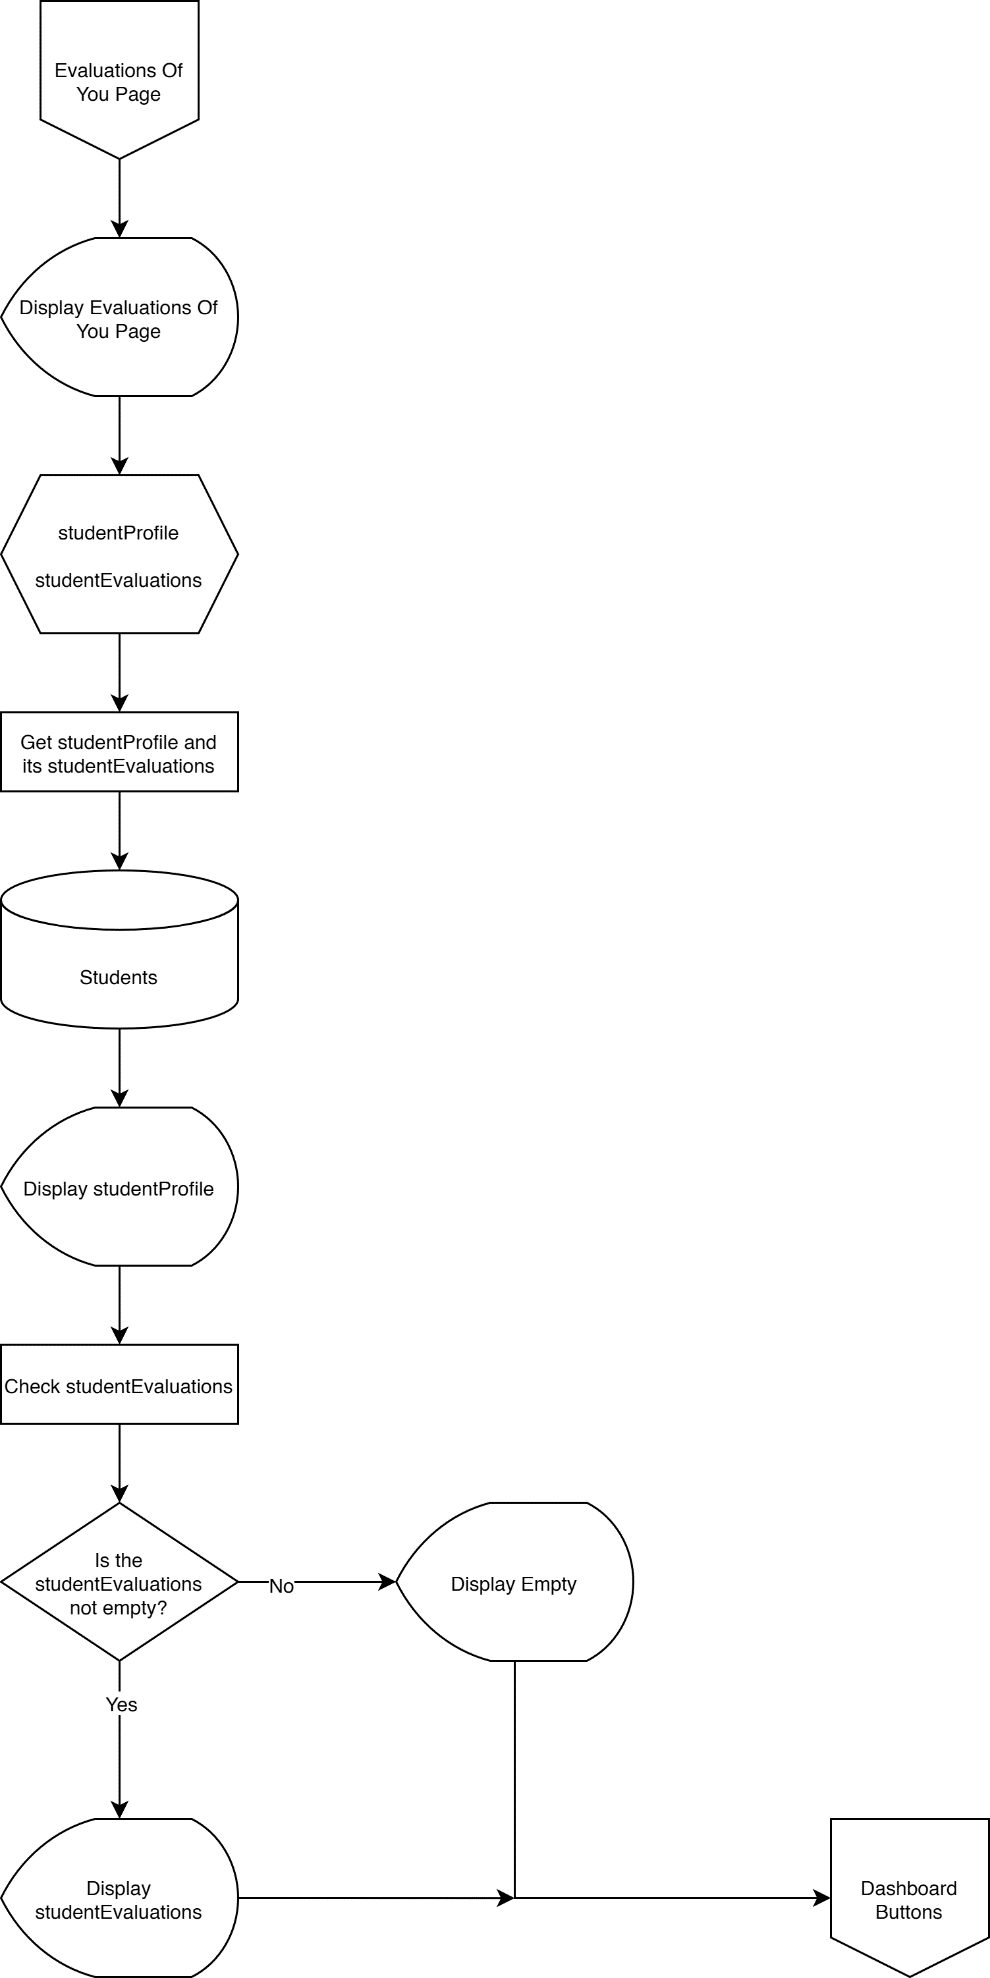 Evaluations Of
You Page
Display Evaluations Of
You Page
studentProfile
studentEvaluations
Get studentProfile and
its studentEvaluations
Students
Display studentProfile
Check studentEvaluations
Is the
studentEvaluations
not empty?
No
Display Empty
Yes
Display
studentEvaluations
Dashboard
Buttons